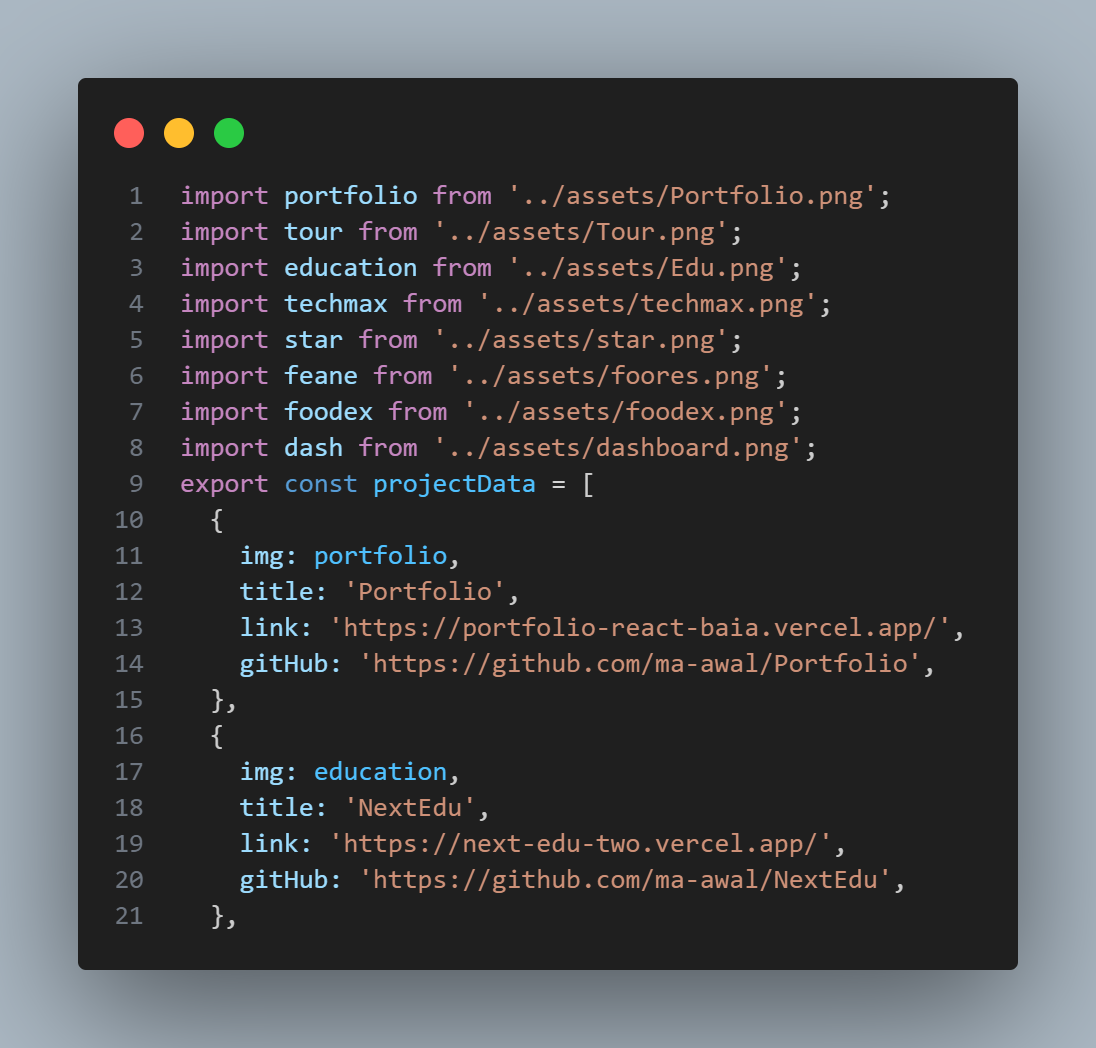 1 import portfolio from '../assets/Portfolio.png';
2 import tour from '../assets/Tour.png';
3 import education from '../assets/Edu.png';
4 import techmax from '../assets/techmax.png';
5 import star from '../assets/star.png';
6 import feane from '../assets/foores.png';
7 import foodex from '../assets/foodex.png';
8 import dash from '../assets/dashboard.png';
9 export const projectData = [
10   {
11     img: portfolio,
12     title: 'Portfolio',
13     link: 'https://portfolio-react-baia.vercel.app/',
14     gitHub: 'https://github.com/ma-awal/Portfolio',
15   },
16   {
17     img: education,
18     title: 'NextEdu',
19     link: 'https://next-edu-two.vercel.app/',
20     gitHub: 'https://github.com/ma-awal/NextEdu',
21   },